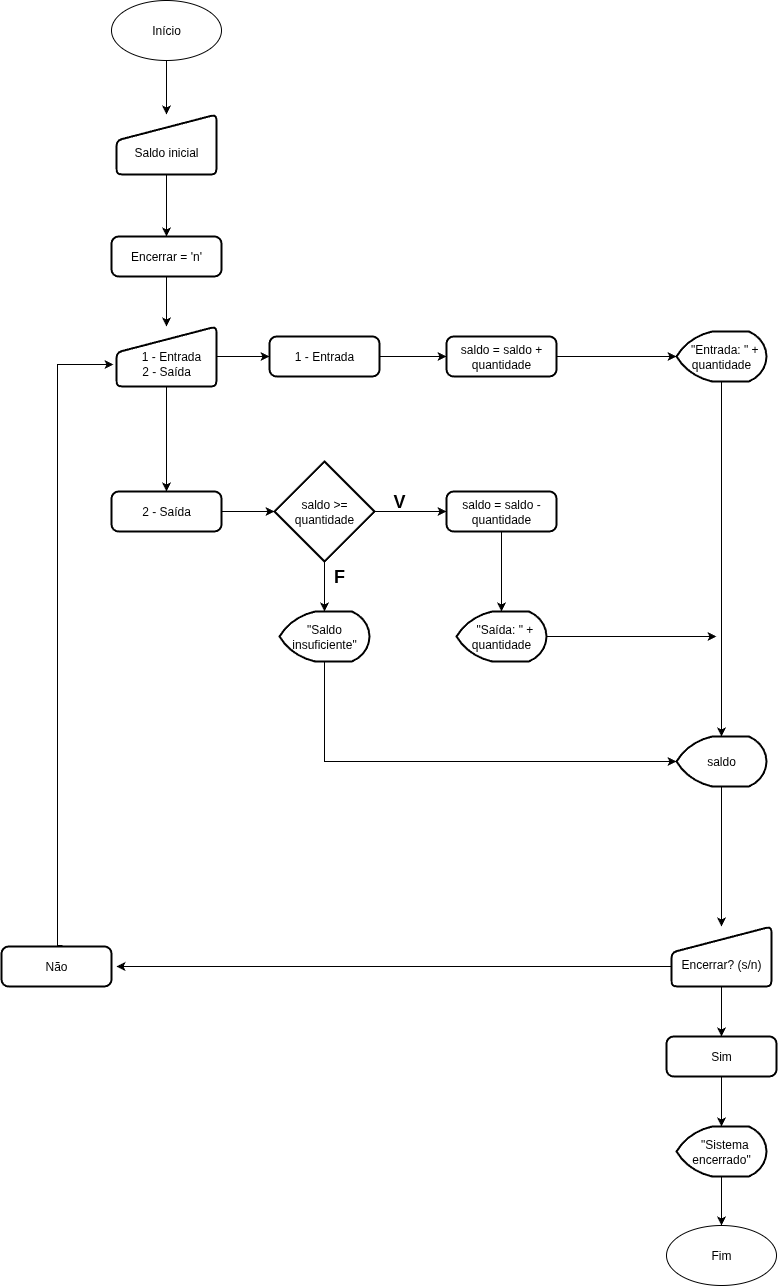 Início
Saldo inicial
Encerrar = 'n'
1 - Entrada
2 - Saída
1 - Entrada
saldo = saldo +
quantidade
"Entrada: " +
quantidade
2 - Saída
saldo >=
quantidade
V
saldo = saldo -
quantidade
F
"Saldo
insuficiente"
"Saída: " +
quantidade
saldo
Não
Encerrar? (s/n)
Sim
"Sistema
encerrado"
Fim